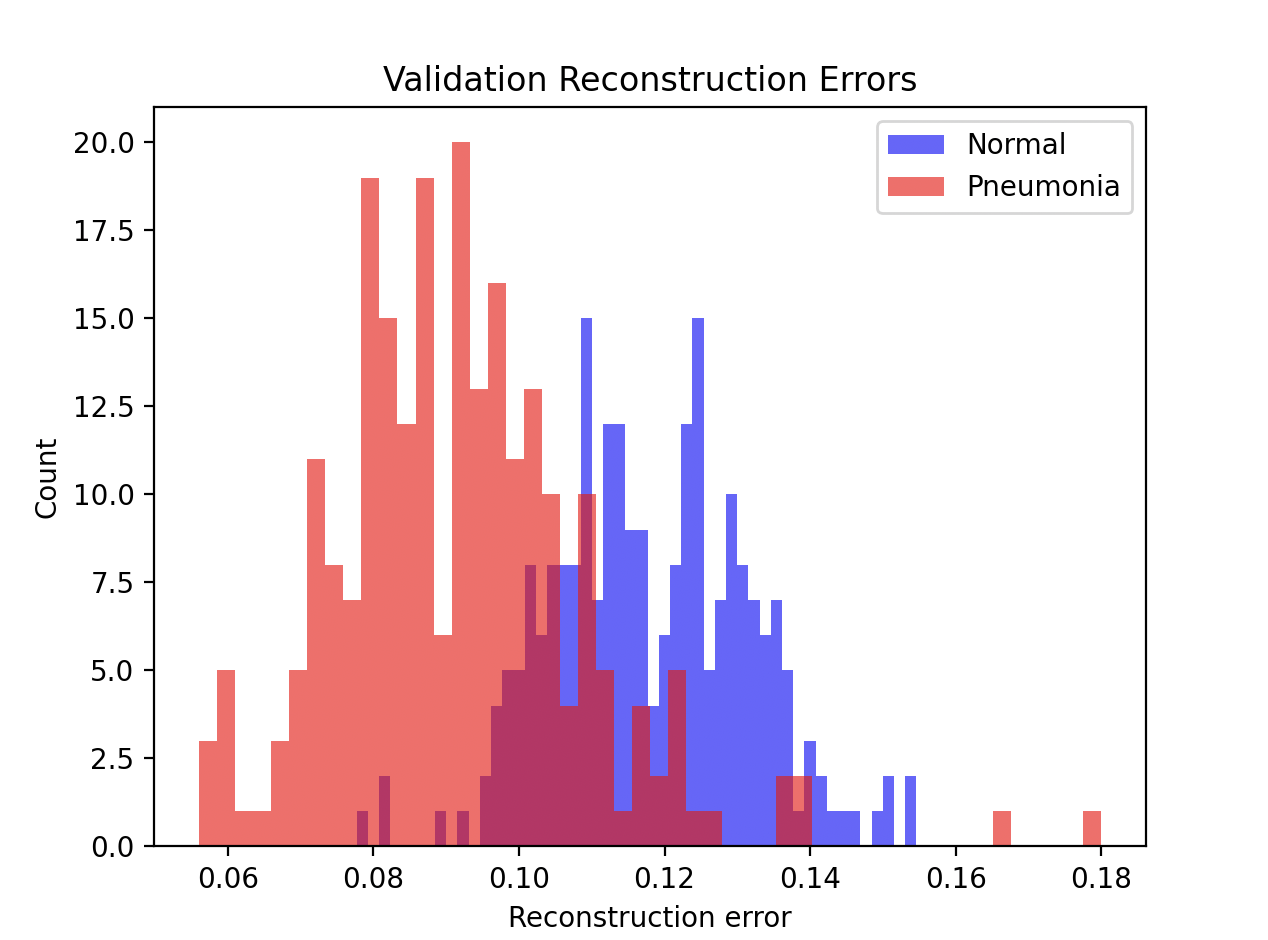 Validation Reconstruction Errors
Normal
Pneumonia
Count
20.0
17.5
15.0
12.5
10.0
7.5
5.0
2.5
0.0
0.06 0.08 0.10 0.12 0.14 0.16 0.18
Reconstruction error